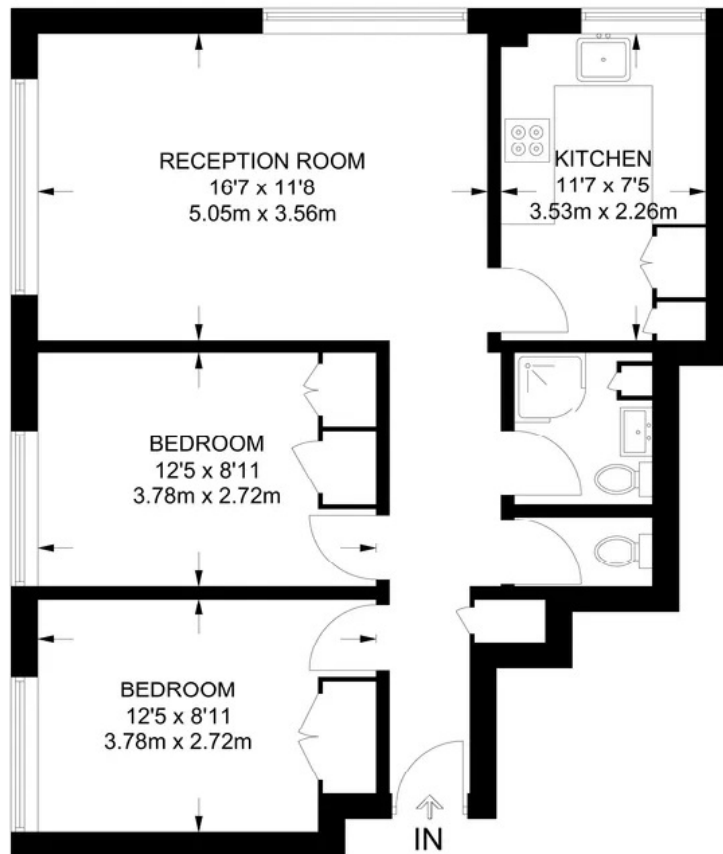 RECEPTION ROOM
16'7 x 11'8
5.05m x 3.56m
KITCHEN
11'7 x 7'5
3.53m x 2.26m
BEDROOM
12'5 x 8'11
3.78m x 2.72m
BEDROOM
12'5 x 8'11
3.78m x 2.72m
IN